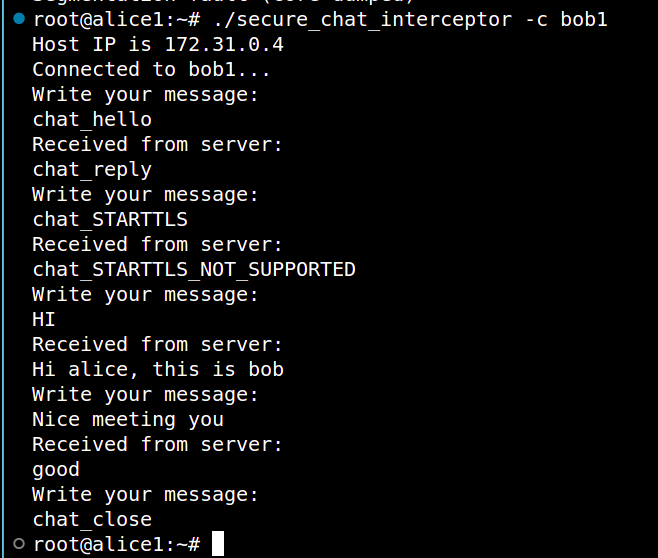 root@alice1:~# ./secure_chat_interceptor -c bob1
Host IP is 172.31.0.4
Connected to bob1...
Write your message:
chat_hello
Received from server:
chat_reply
Write your message:
chat_STARTTLS
Received from server:
chat_STARTTLS_NOT_SUPPORTED
Write your message:
HI
Received from server:
Hi alice, this is bob
Write your message:
Nice meeting you
Received from server:
good
Write your message:
chat_close
root@alice1:~#